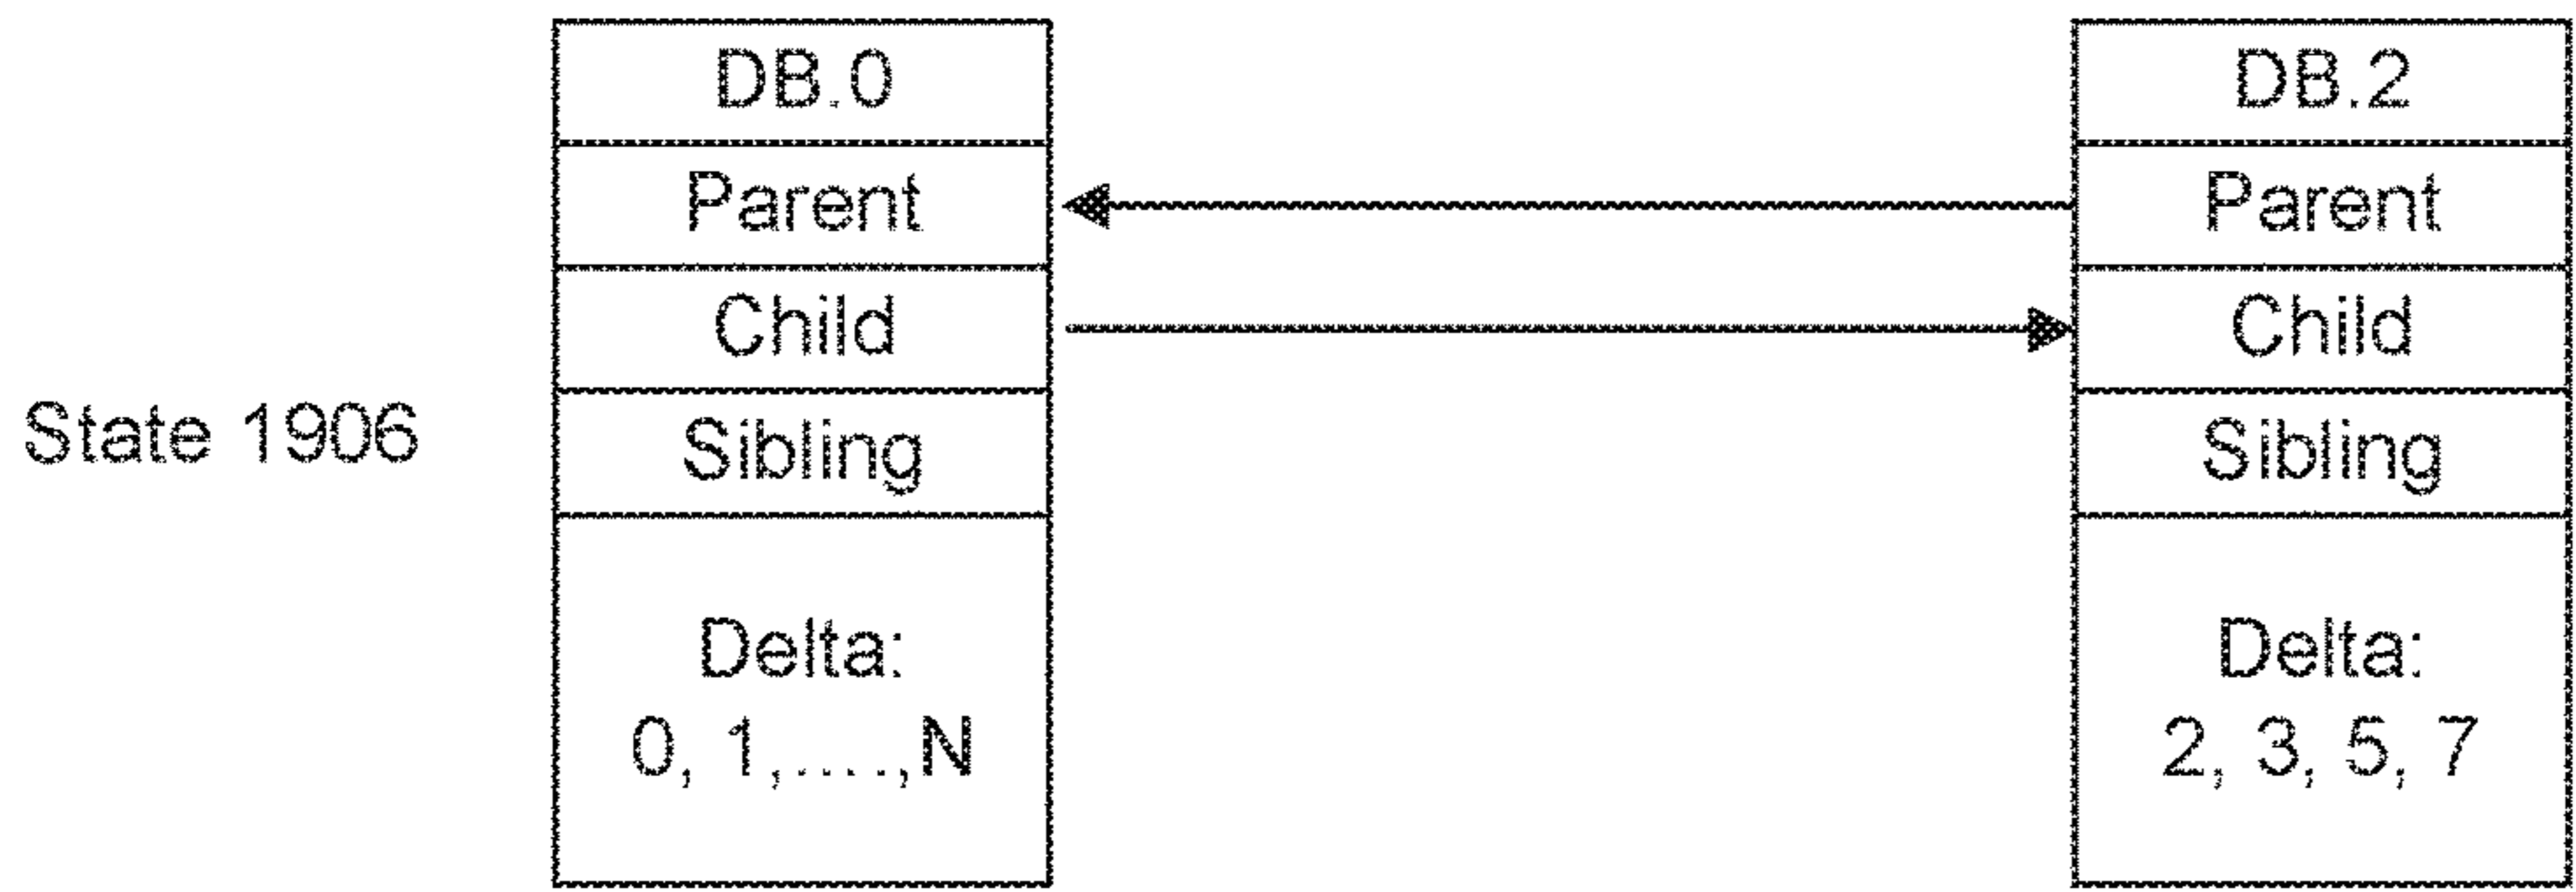 State 1906
DB.0
Parent
Child
Sibling
Delta:
0, 1,....,N
DB.2
Parent
Child
Sibling
Delta:
2, 3, 5, 7